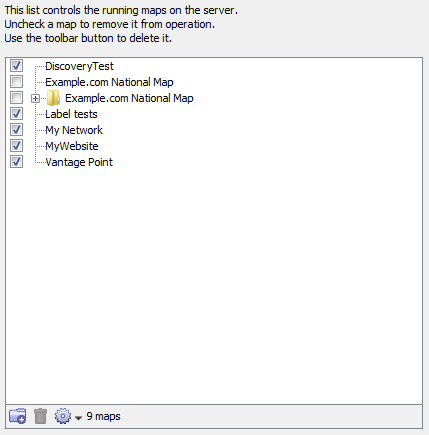 This list controls the running maps on the server.
Uncheck a map to remove it from operation.
Use the toolbar button to delete it.
DiscoveryTest
Example.com National Map
Example.com National Map
Label tests
My Network
MyWebsite
Vantage Point
9 maps